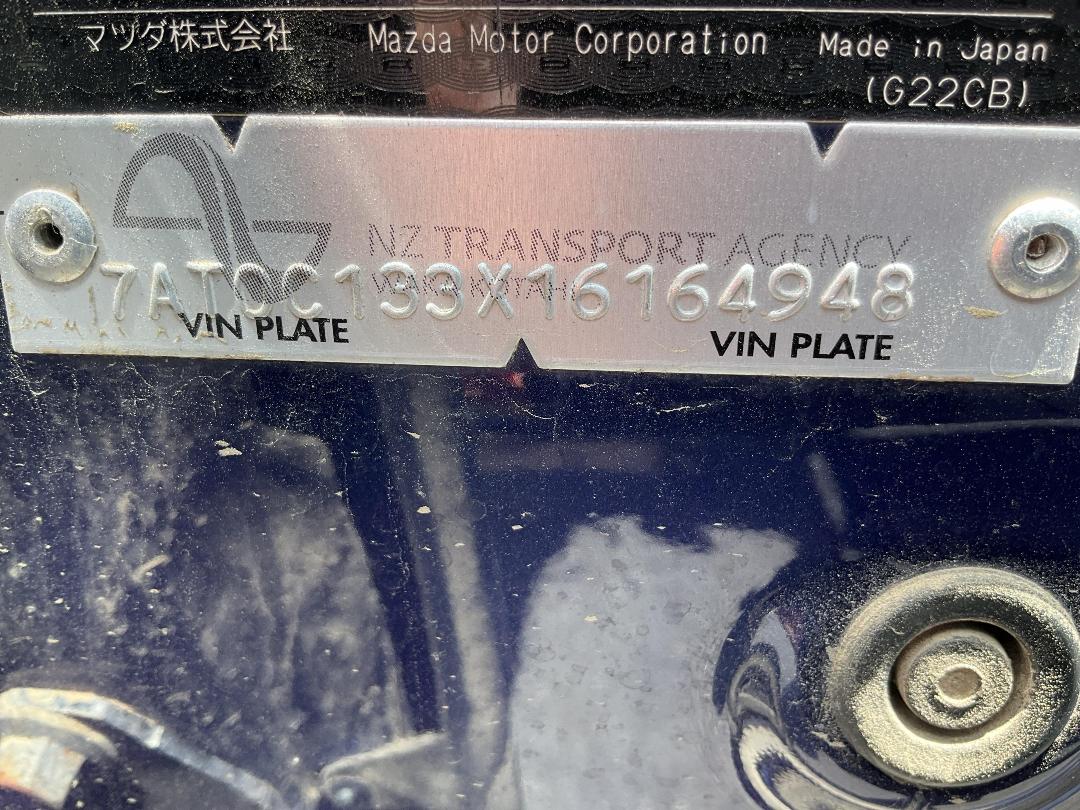 マツダ株式会社 Mazda Motor Corporation Made in Japan
(G22CB)
NZ TRANSPORT AGENCY
7AT0C133X16164948
VIN PLATE VIN PLATE